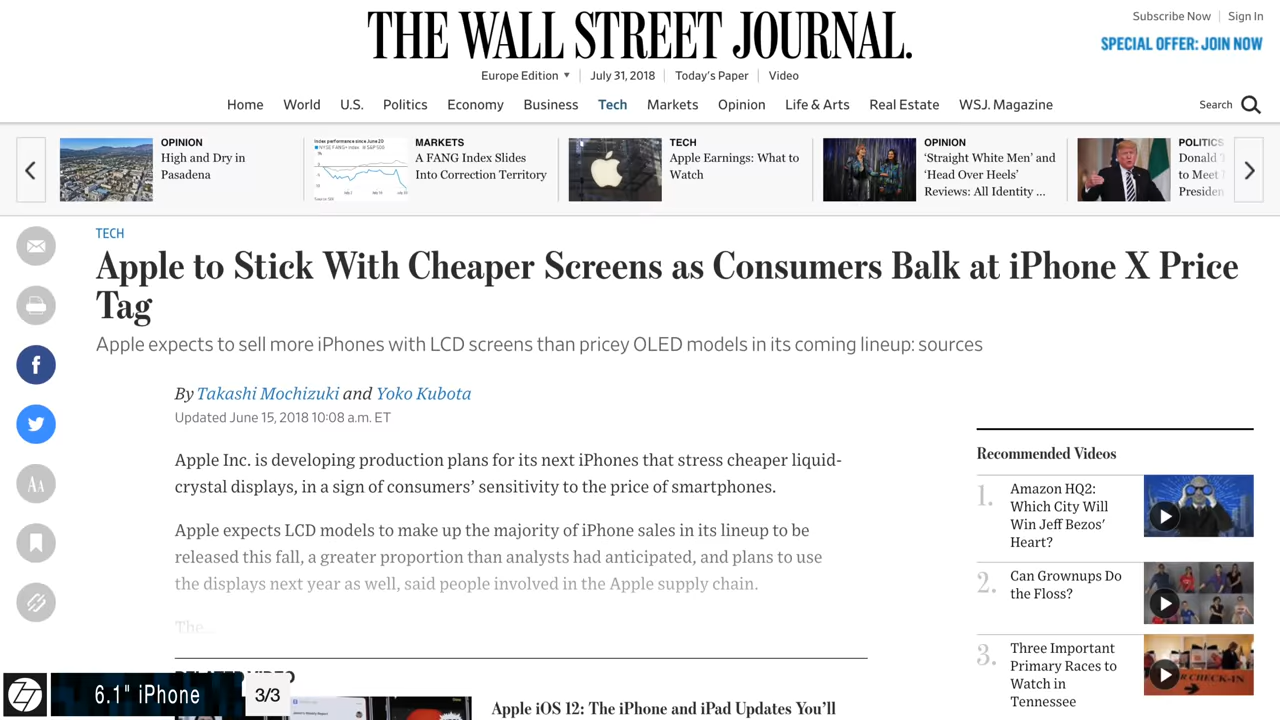 THE WALL STREET JOURNAL.
Subscribe Now | Sign In
SPECIAL OFFER: JOIN NOW
Europe Edition ▼ | July 31, 2018 | Today's Paper | Video
Home World U.S. Politics Economy Business Tech Markets Opinion Life & Arts Real Estate WSJ. Magazine
Search
OPINION
High and Dry in
Pasadena
MARKETS
A FANG Index Slides
Into Correction Territory
TECH
Apple Earnings: What to
Watch
OPINION
‘Straight White Men’ and
‘Head Over Heels’
Reviews: All Identity ...
POLITICS
Donald
to Meet
Presiden
TECH
Apple to Stick With Cheaper Screens as Consumers Balk at iPhone X Price
Tag
Apple expects to sell more iPhones with LCD screens than pricey OLED models in its coming lineup: sources
By Takashi Mochizuki and Yoko Kubota
Updated June 15, 2018 10:08 a.m. ET
Apple Inc. is developing production plans for its next iPhones that stress cheaper liquid-
crystal displays, in a sign of consumers’ sensitivity to the price of smartphones.
Apple expects LCD models to make up the majority of iPhone sales in its lineup to be
released this fall, a greater proportion than analysts had anticipated, and plans to use
the displays next year as well, said people involved in the Apple supply chain.
The...
RELATED VIDEO
Apple iOS 12: The iPhone and iPad Updates You’ll
Recommended Videos
1. Amazon HQ2:
Which City Will
Win Jeff Bezos’
Heart?
2. Can Grownups Do
the Floss?
3. Three Important
Primary Races to
Watch in
Tennessee
6.1" iPhone
3/3